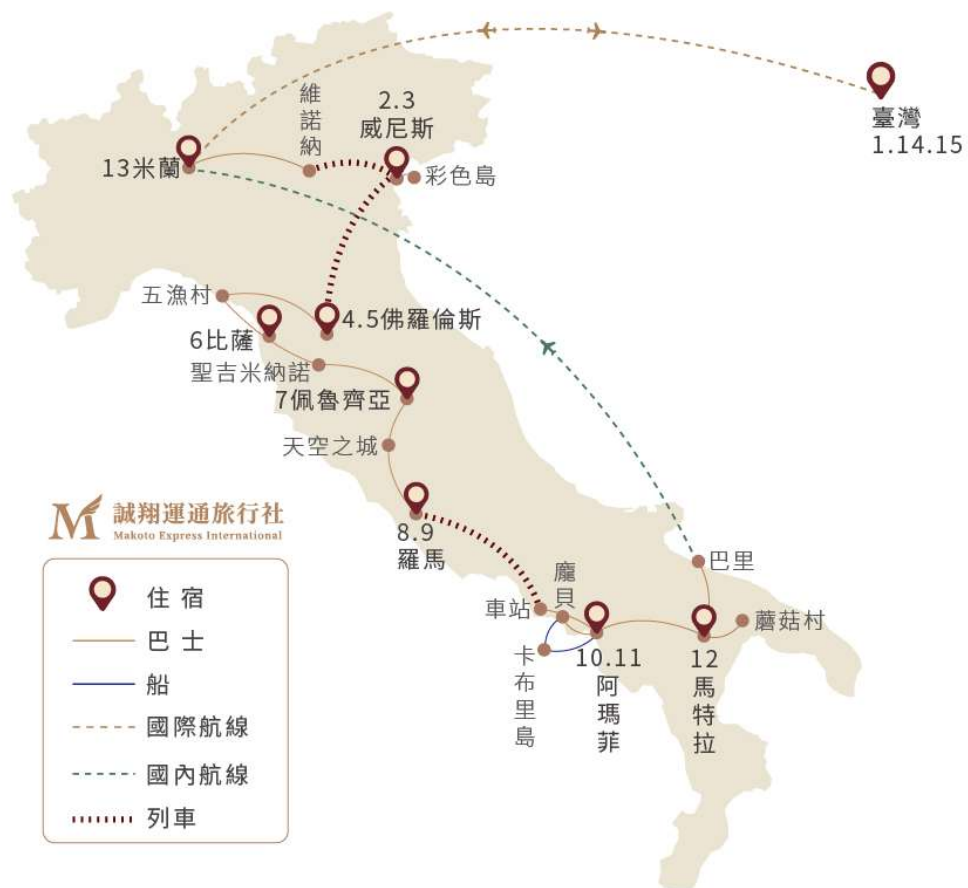 維諾納
2.3
威尼斯
臺灣
1.14.15
13米蘭
彩色島
五漁村
4.5佛羅倫斯
6比薩
聖吉米納諾
7佩魯齊亞
天空之城
8.9
羅馬
誠翔運通旅行社
Makoto Express International
住宿
巴士
船
國際航線
國內航線
列車
車站
龐貝
卡布里島
10.11
阿瑪菲
12
馬特拉
巴里
蘑菇村